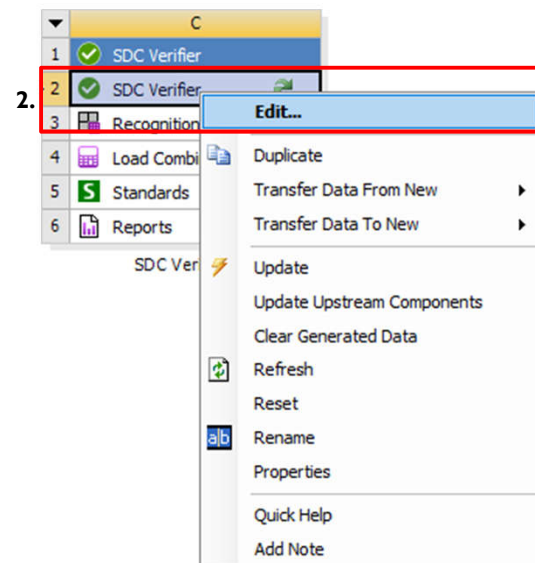 C
1 SDC Verifier
2. 2 SDC Verifier
Edit...
3 Recognition
4 Load Combi
Duplicate
5 S Standards
Transfer Data From New
6 Reports
Transfer Data To New
SDC Ver
Update
Update Upstream Components
Clear Generated Data
Refresh
Reset
a|b Rename
Properties
Quick Help
Add Note